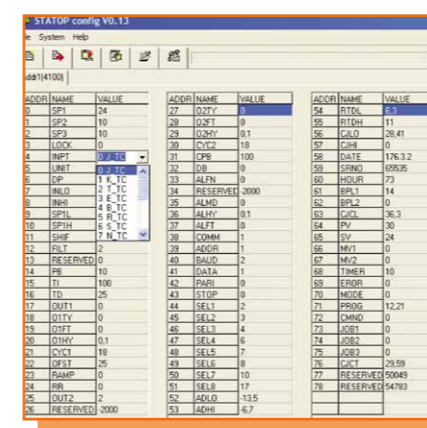 STATOP config V0.13
e System Help
ddr1(4100)
ADDR NAME VALUE
0 SP1 24
1 SP2 10
2 SP3 10
3 LOCK 0
4 INPT 0 J_TC
5 UNIT
6 DP
7 INLO
8 INHI
9 SP1L
10 SP1H
11 SHIF
0 J_TC
1 K_TC
2 T_TC
3 E_TC
4 B_TC
5 R_TC
6 S_TC
7 N_TC
12 FILT 2
13 RESERVED 0
14 PB 10
15 TI 100
16 TD 25
17 OUT1 0
18 O1TY 0
19 O1FT 0
20 O1HY 0,1
21 CYC1 18
22 OFST 25
23 RAMP 0
24 RR 0
25 OUT2 2
26 RESERVED -2000
ADDR NAME VALUE
27 O2TY 0
28 O2FT 0
29 O2HY 0,1
30 CYC2 18
31 CPB 100
32 DB 0
33 ALFN 0
34 RESERVED -2000
35 ALMD 0
36 ALHY 0,1
37 ALFT 0
38 COMM 1
39 ADDR 1
40 BAUD 2
41 DATA 1
42 PARI 0
43 STOP 0
44 SEL1 2
45 SEL2 3
46 SEL3 4
47 SEL4 6
48 SEL5 7
49 SEL6 8
50 SEL7 10
51 SEL8 17
52 ADLO -13,5
53 ADHI -6,7
ADDR NAME VALUE
54 RTDL 6,3
55 RTDH 11
56 CJLO 28,41
57 CJHI 0
58 DATE 176.3.2
59 SRNO 65535
60 HOUR 73
61 BPL1 14
62 BPL2 0
63 CJCL 36,3
64 PV 30
65 SV 24
66 MV1 0
67 MV2 0
68 TIMER 10
69 EROR 0
70 MODE 0
71 PROG 12,21
72 CMND 0
73 JOB1 0
74 JOB2 0
75 JOB3 0
76 CJCT 29,59
77 RESERVED 50049
78 RESERVED 54783